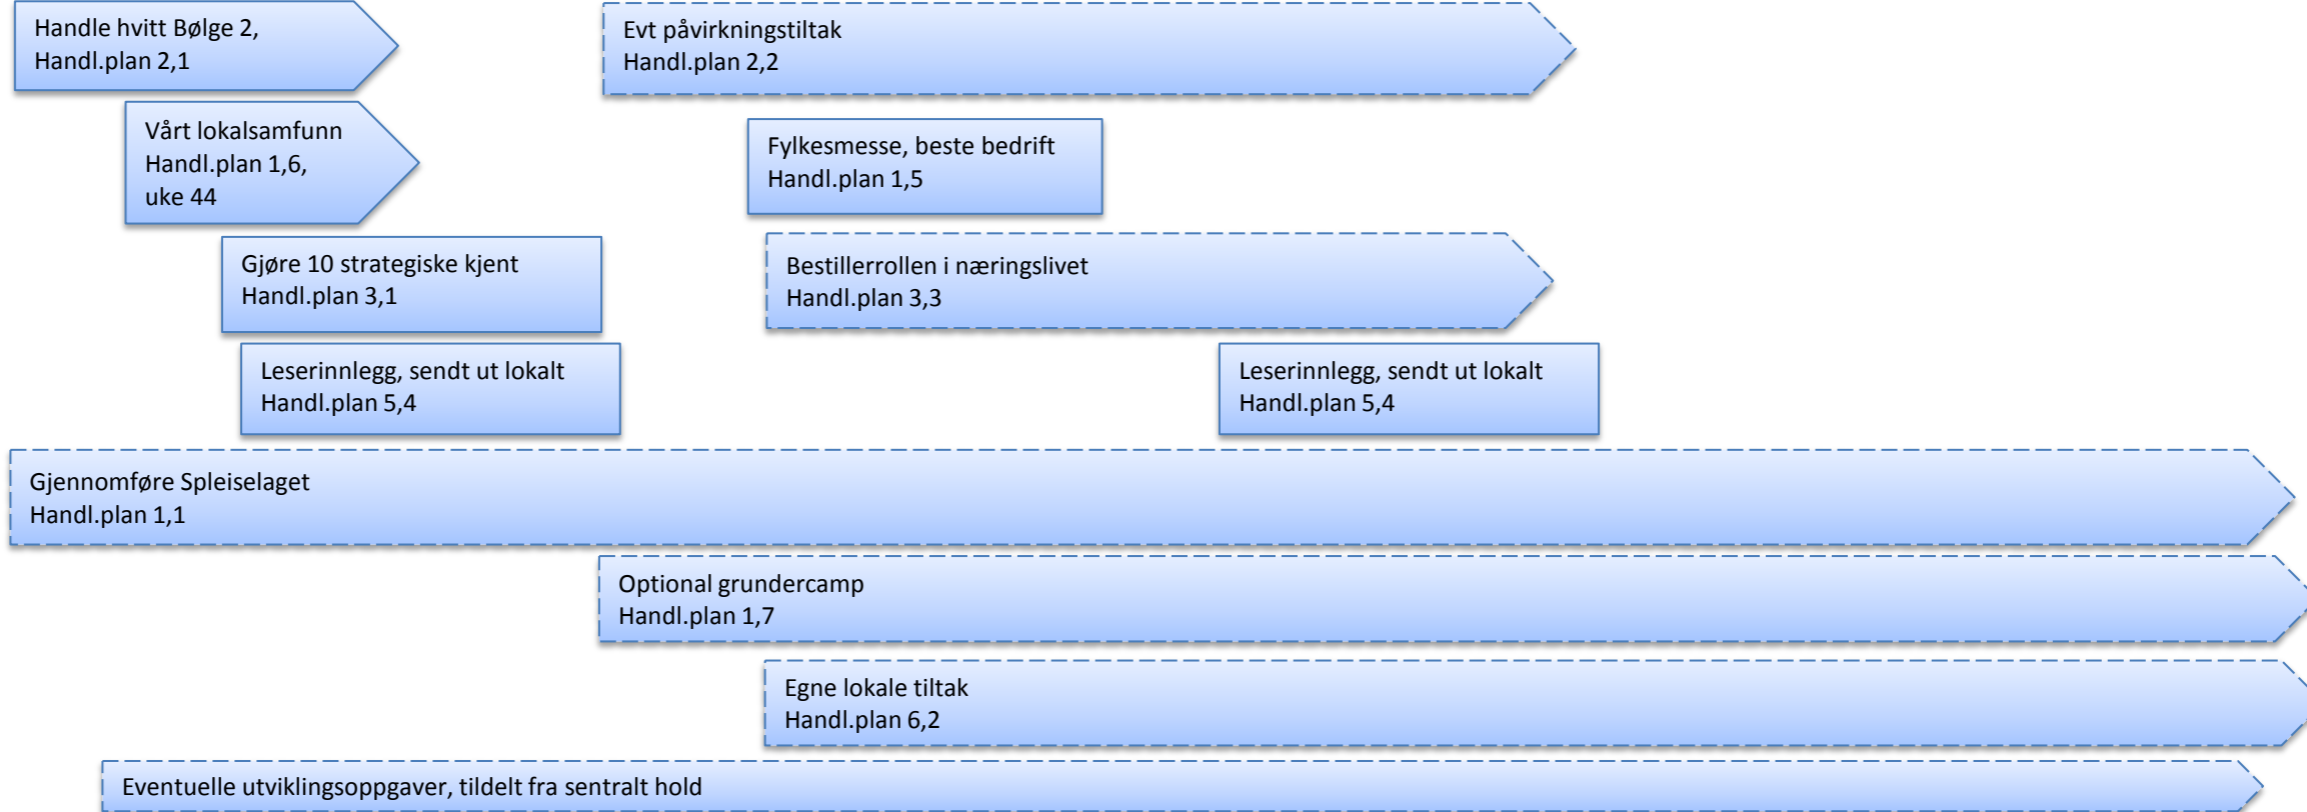 Handle hvitt Bølge 2,
Handl.plan 2,1
Evt påvirkningstiltak
Handl.plan 2,2
Vårt lokalsamfunn
Handl.plan 1,6,
uke 44
Fylkesmesse, beste bedrift
Handl.plan 1,5
Gjøre 10 strategiske kjent
Handl.plan 3,1
Bestillerrollen i næringslivet
Handl.plan 3,3
Leserinnlegg, sendt ut lokalt
Handl.plan 5,4
Leserinnlegg, sendt ut lokalt
Handl.plan 5,4
Gjennomføre Spleiselaget
Handl.plan 1,1
Optional grundercamp
Handl.plan 1,7
Egne lokale tiltak
Handl.plan 6,2
Eventuelle utviklingsoppgaver, tildelt fra sentralt hold